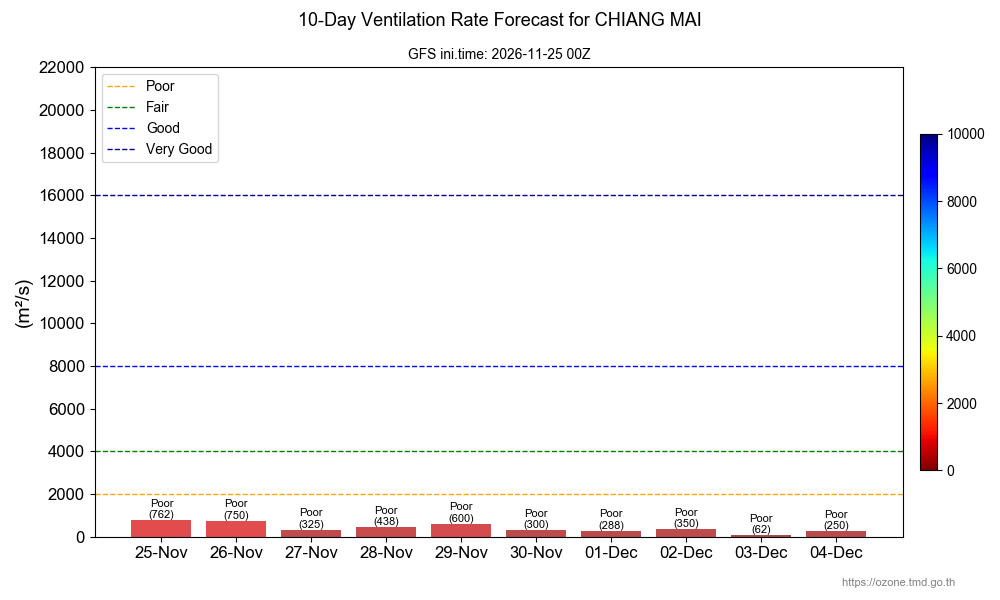 10-Day Ventilation Rate Forecast for CHIANG MAI
GFS ini.time: 2026-11-25 00Z
22000
20000
18000
16000
14000
12000
10000
8000
6000
4000
2000
0
(m²/s)
Poor
Fair
Good
Very Good
Poor
(762)
Poor
(750)
Poor
(325)
Poor
(438)
Poor
(600)
Poor
(300)
Poor
(288)
Poor
(350)
Poor
(62)
Poor
(250)
25-Nov 26-Nov 27-Nov 28-Nov 29-Nov 30-Nov 01-Dec 02-Dec 03-Dec 04-Dec
10000
8000
6000
4000
2000
0
https://ozone.tmd.go.th